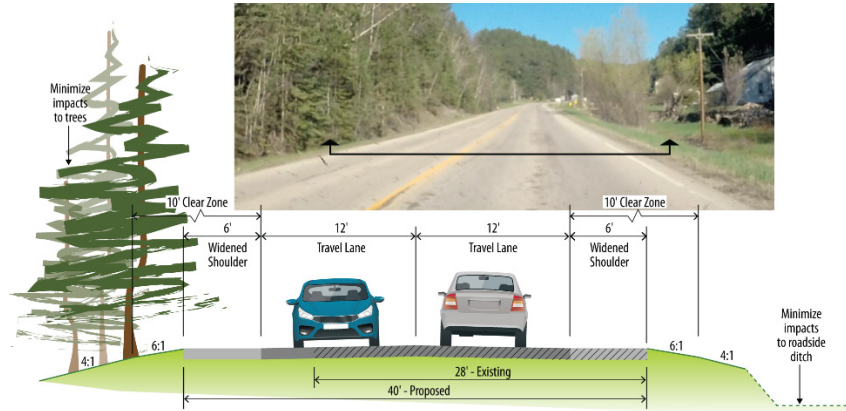 Minimize
impacts
to trees
10' Clear Zone
10' Clear Zone
6'
12'
12'
6'
Widened
Shoulder
Travel Lane
Travel Lane
Widened
Shoulder
Minimize
impacts
to roadside
ditch
4:1
6:1
6:1
4:1
28' - Existing
40' - Proposed